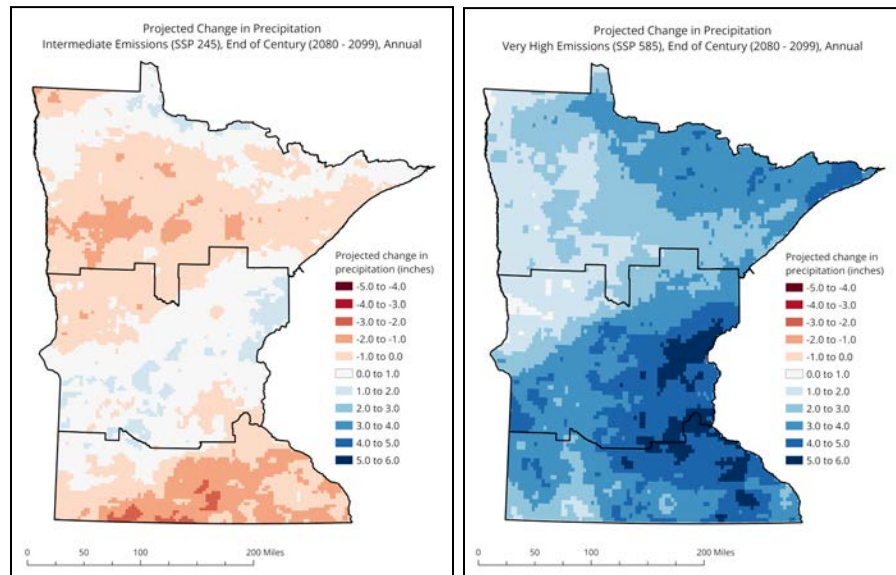 Projected Change in Precipitation
Intermediate Emissions (SSP 245), End of Century (2080 - 2099), Annual
Projected change in
precipitation (inches)
-5.0 to -4.0
-4.0 to -3.0
-3.0 to -2.0
-2.0 to -1.0
-1.0 to 0.0
0.0 to 1.0
1.0 to 2.0
2.0 to 3.0
3.0 to 4.0
4.0 to 5.0
5.0 to 6.0
0 50 100 200 Miles
Projected Change in Precipitation
Very High Emissions (SSP 585), End of Century (2080 - 2099), Annual
Projected change in
precipitation (inches)
-5.0 to -4.0
-4.0 to -3.0
-3.0 to -2.0
-2.0 to -1.0
-1.0 to 0.0
0.0 to 1.0
1.0 to 2.0
2.0 to 3.0
3.0 to 4.0
4.0 to 5.0
5.0 to 6.0
0 50 100 200 Miles